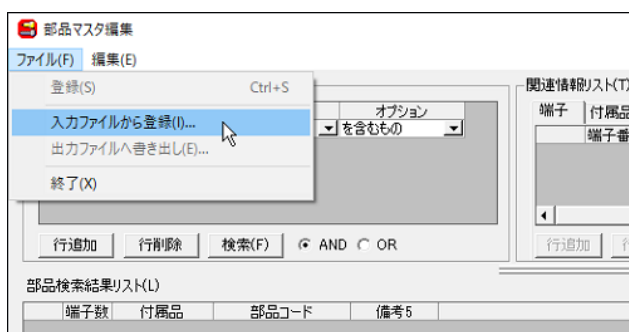 部品マスタ編集
ファイル(F) 編集(E)
登録(S) Ctrl+S
入力ファイルから登録(I)...
出力ファイルへ書き出し(E)...
終了(X)
オプション
を含むもの
行追加 行削除 検索(F) AND OR
関連情報リスト(T)
端子 付属品
端子番
行追加
部品検索結果リスト(L)
端子数 付属品 部品コード 備考5